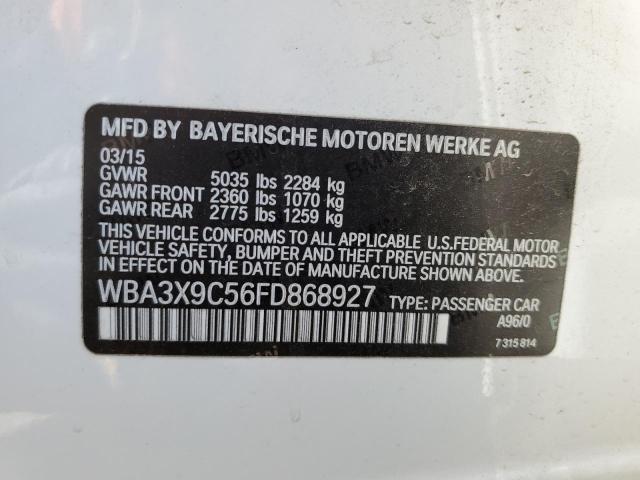 MFD BY BAYERISCHE MOTOREN WERKE AG
03/15
GVWR 5035 lbs 2284 kg
GAWR FRONT 2360 lbs 1070 kg
GAWR REAR 2775 lbs 1259 kg
THIS VEHICLE CONFORMS TO ALL APPLICABLE U.S.FEDERAL MOTOR
VEHICLE SAFETY, BUMPER, AND THEFT PREVENTION STANDARDS
IN EFFECT ON THE DATE OF MANUFACTURE SHOWN ABOVE.
WBA3X9C56FD868927 TYPE: PASSENGER CAR
A96/0
7 315 814